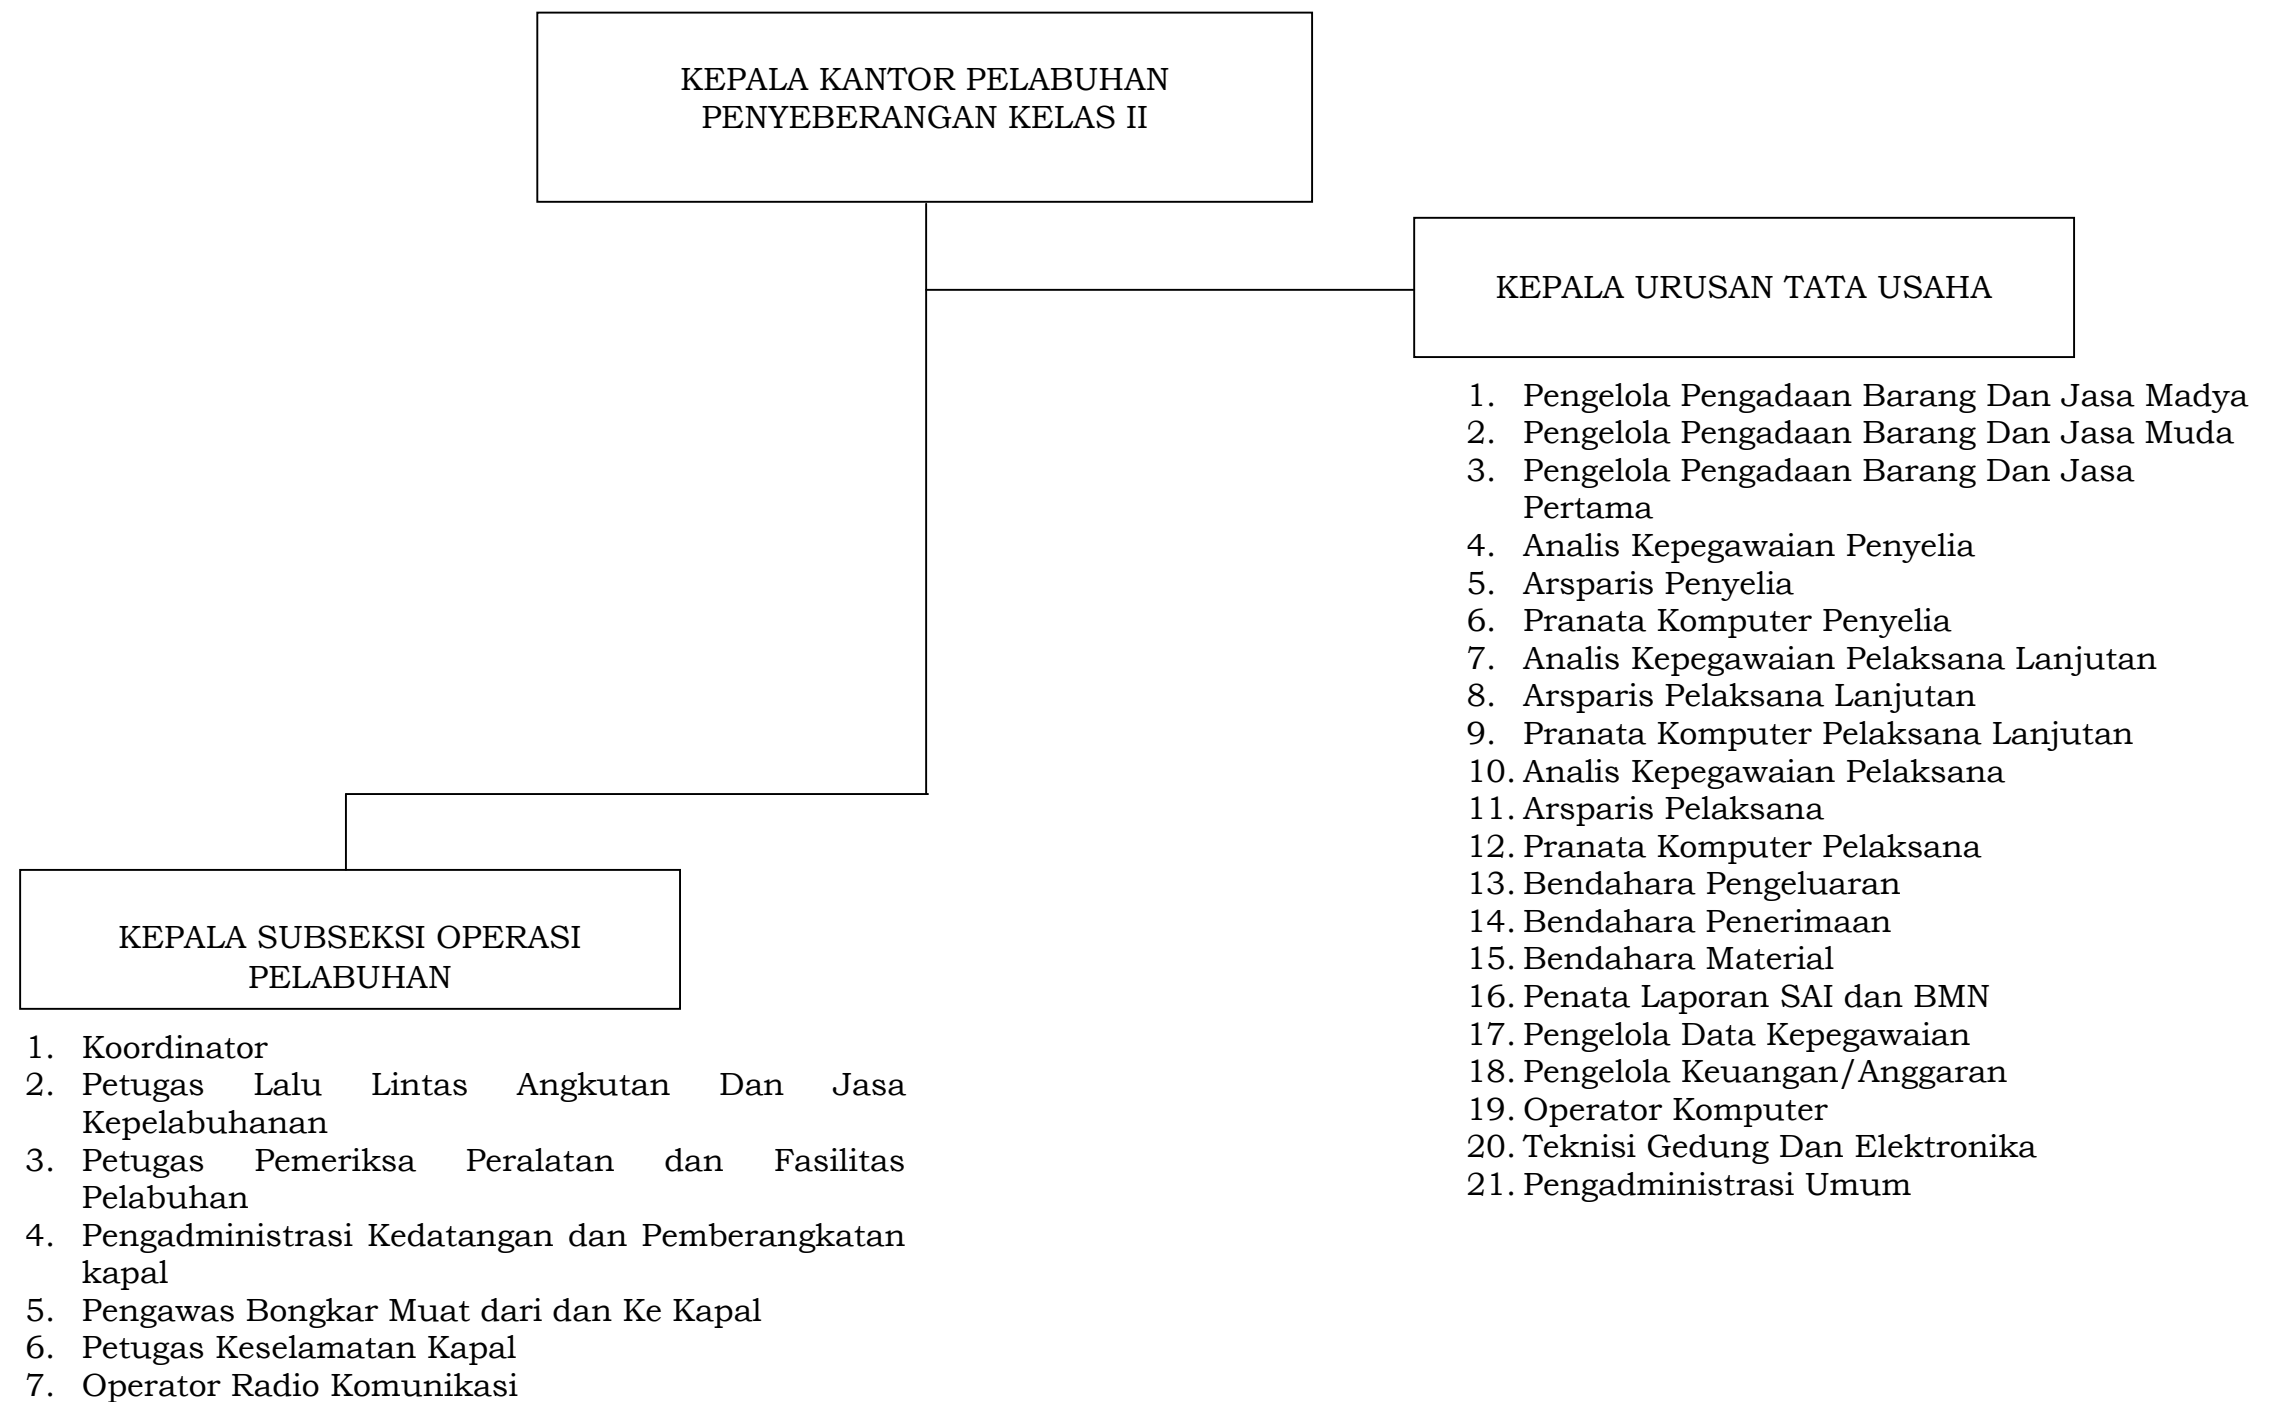 KEPALA KANTOR PELABUHAN
PENYEBERANGAN KELAS II
KEPALA URUSAN TATA USAHA
1. Pengelola Pengadaan Barang Dan Jasa Madya
2. Pengelola Pengadaan Barang Dan Jasa Muda
3. Pengelola Pengadaan Barang Dan Jasa
Pertama
4. Analis Kepegawaian Penyelia
5. Arsparis Penyelia
6. Pranata Komputer Penyelia
7. Analis Kepegawaian Pelaksana Lanjutan
8. Arsparis Pelaksana Lanjutan
9. Pranata Komputer Pelaksana Lanjutan
10. Analis Kepegawaian Pelaksana
11. Arsparis Pelaksana
12. Pranata Komputer Pelaksana
13. Bendahara Pengeluaran
14. Bendahara Penerimaan
15. Bendahara Material
16. Penata Laporan SAI dan BMN
17. Pengelola Data Kepegawaian
18. Pengelola Keuangan/Anggaran
19. Operator Komputer
20. Teknisi Gedung Dan Elektronika
21. Pengadministrasi Umum
KEPALA SUBSEKSI OPERASI
PELABUHAN
1. Koordinator
2. Petugas Lalu Lintas Angkutan Dan Jasa
Kepelabuhanan
3. Petugas Pemeriksa Peralatan dan Fasilitas
Pelabuhan
4. Pengadministrasi Kedatangan dan Pemberangkatan
kapal
5. Pengawas Bongkar Muat dari dan Ke Kapal
6. Petugas Keselamatan Kapal
7. Operator Radio Komunikasi